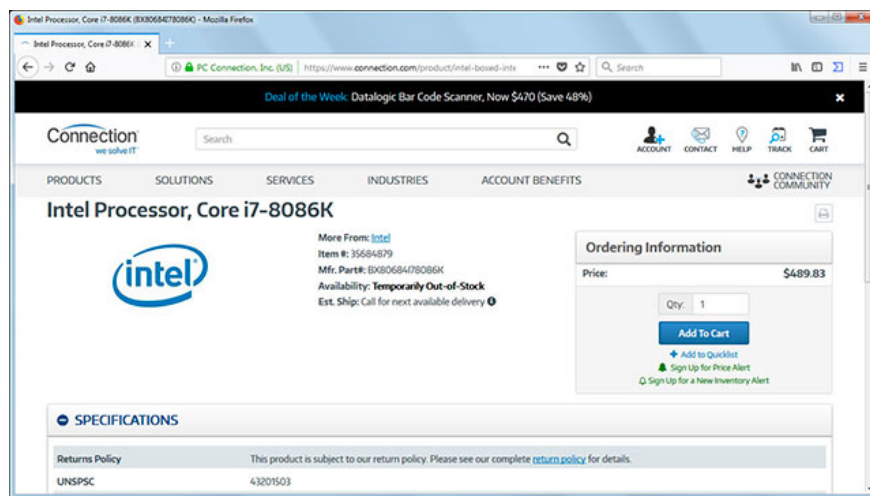 Intel Processor, Core i7-8086K (BX80684I78086K) - Mozilla Firefox
Intel Processor, Core i7-8086K
PC Connection, Inc. (US) https://www.connection.com/product/intel-boxed-inte Search
Deal of the Week: Datalogic Bar Code Scanner, Now $470 (Save 48%)
Connection
we solve IT
Search
ACCOUNT CONTACT HELP TRACK CART
PRODUCTS SOLUTIONS SERVICES INDUSTRIES ACCOUNT BENEFITS CONNECTION COMMUNITY
Intel Processor, Core i7-8086K
intel
More From: Intel
Item #: 35684879
Mfr. Part#: BX80684I78086K
Availability: Temporarily Out-of-Stock
Est. Ship: Call for next available delivery
Ordering Information
Price: $489.83
Qty: 1
Add To Cart
Add to Quicklist
Sign Up for Price Alert
Sign Up for a New Inventory Alert
SPECIFICATIONS
Returns Policy This product is subject to our return policy. Please see our complete return policy for details.
UNSPSC 43201503